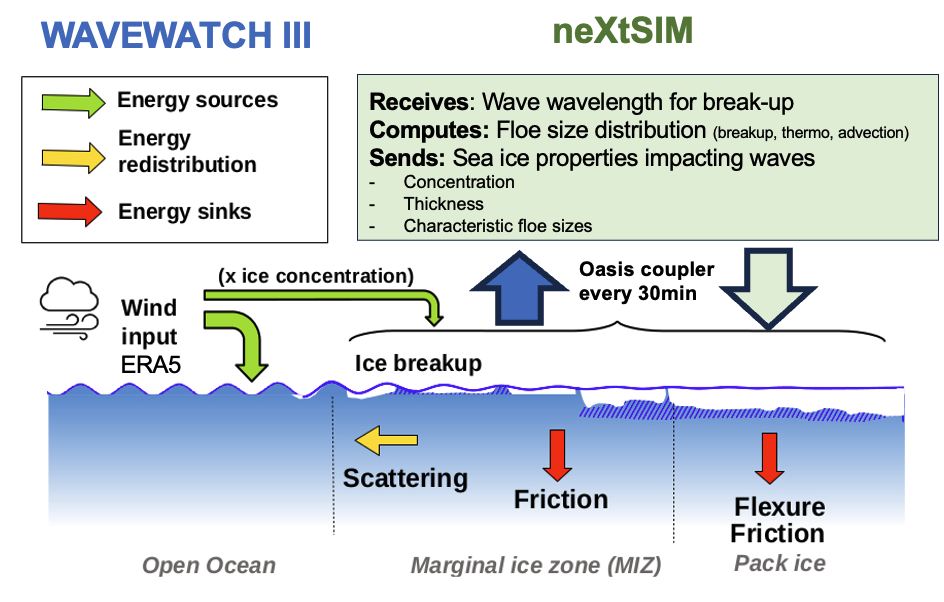 WAVEWATCH III
neXtSIM
Energy sources
Energy
redistribution
Energy sinks
Receives: Wave wavelength for break-up
Computes: Floe size distribution (breakup, thermo, advection)
Sends: Sea ice properties impacting waves
- Concentration
- Thickness
- Characteristic floe sizes
(x ice concentration)
Oasis coupler
every 30min
Wind
input
ERA5
Ice breakup
Scattering
Friction
Flexure
Friction
Open Ocean
Marginal ice zone (MIZ)
Pack ice